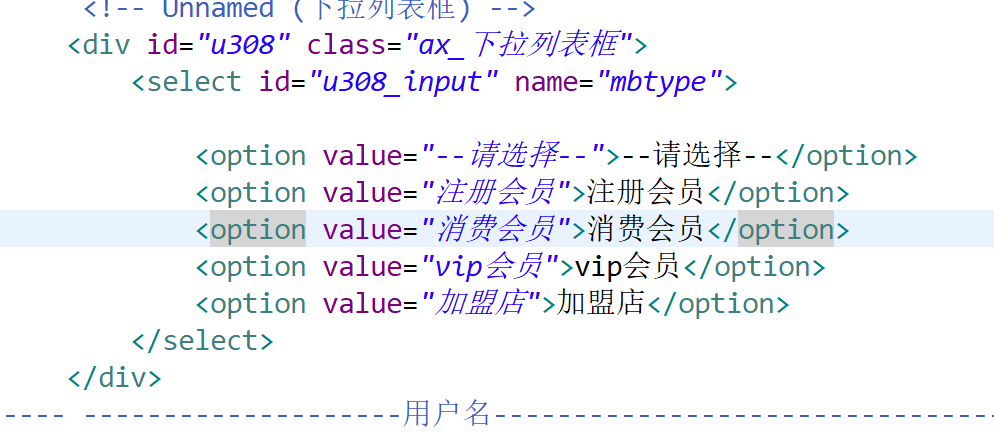 <!-- Unnamed (下拉列表框) -->
<div id="u308" class="ax_下拉列表框">
<select id="u308_input" name="mbtype">
<option value="--请选择--">--请选择--</option>
<option value="注册会员">注册会员</option>
<option value="消费会员">消费会员</option>
<option value="vip会员">vip会员</option>
<option value="加盟店">加盟店</option>
</select>
</div>
---- --------------------用户名--------------------------------